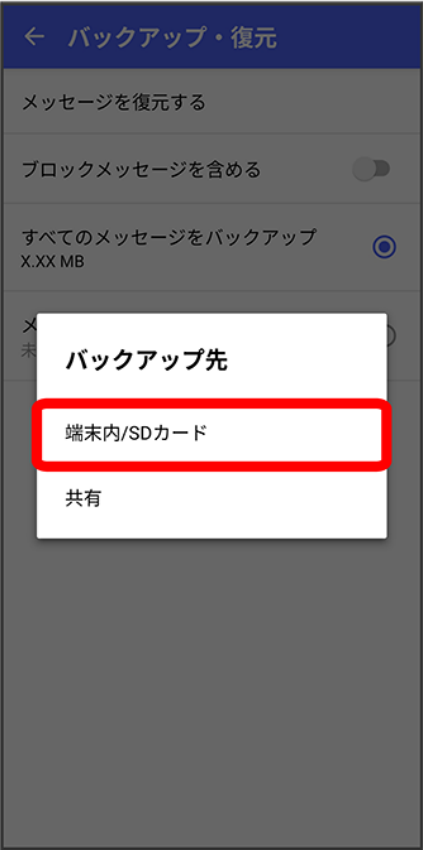 バックアップ・復元
メッセージを復元する
ブロックメッセージを含める
すべてのメッセージをバックアップ
X.XX MB
メ
未
バックアップ先
端末内/SDカード
共有